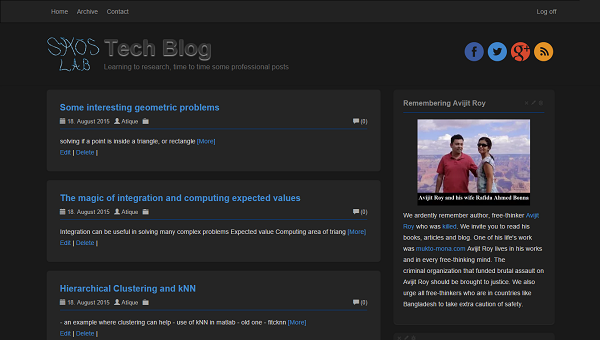 Home Archive Contact Log off
SMOS
LAB
Tech Blog
Learning to research, time to time some professional posts
Some interesting geometric problems
18. August 2015 Atique (0)
solving if a point is inside a triangle, or rectangle [More]
Edit | Delete |
The magic of integration and computing expected values
18. August 2015 Atique (0)
Integration can be useful in solving many complex problems Expected value Computing area of triang [More]
Edit | Delete |
Hierarchical Clustering and kNN
18. August 2015 Atique (0)
- an example where clustering can help - use of kNN in matlab - old one - fitcknn [More]
Edit | Delete |
Remembering Avijit Roy
Avijit Roy and his wife Rafida Ahmed Bonna
We ardently remember author, free-thinker Avijit
Roy who was killed. We invite you to read his
books, articles and blog. One of his life's work
was mukto-mona.com Avijit Roy lives in his works
and in every free-thinking mind. The
criminal organization that funded brutal assault on
Avijit Roy should be brought to justice. We also
urge all free-thinkers who are in countries like
Bangladesh to take extra caution of safety.